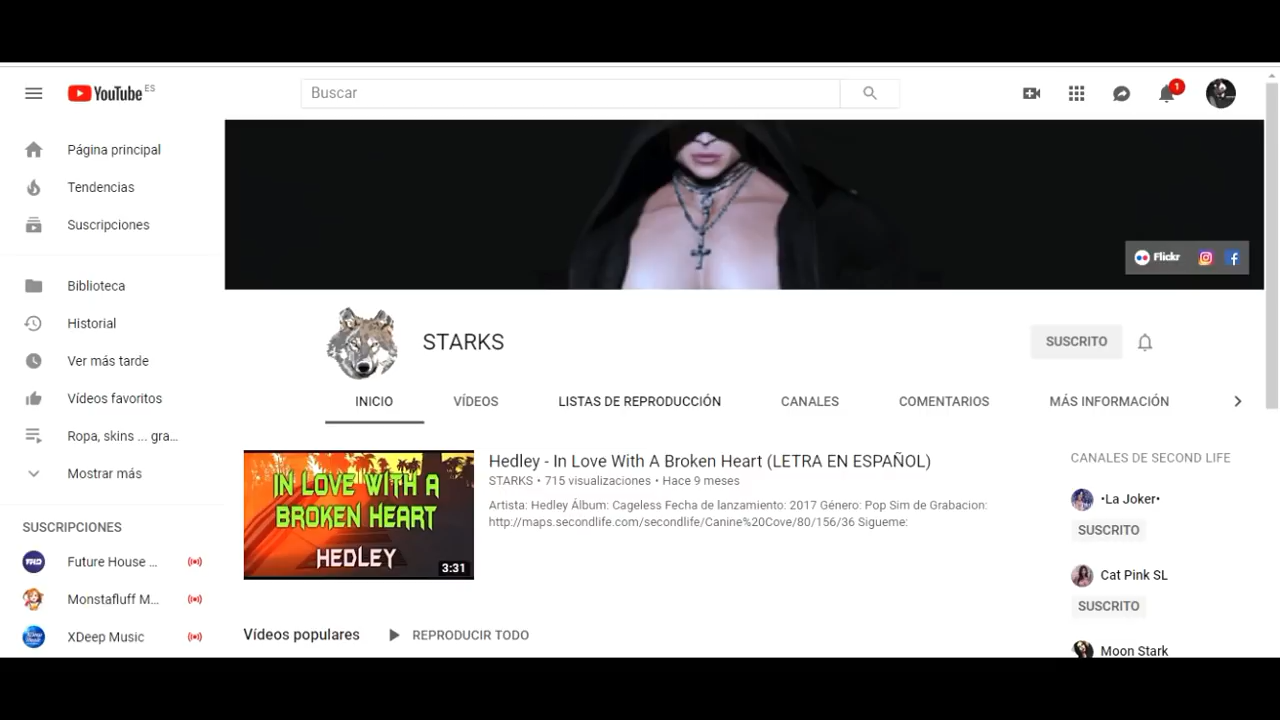 YouTube ES
Buscar
1
Página principal
Tendencias
Suscripciones
Biblioteca
Historial
Ver más tarde
Vídeos favoritos
Ropa, skins ... gra...
Mostrar más
SUSCRIPCIONES
Future House ...
Monstafluff M...
XDeep Music
Flickr
STARKS
SUSCRITO
INICIO
VÍDEOS
LISTAS DE REPRODUCCIÓN
CANALES
COMENTARIOS
MÁS INFORMACIÓN
IN LOVE WITH A
BROKEN HEART
HEDLEY
3:31
Hedley - In Love With A Broken Heart (LETRA EN ESPAÑOL)
STARKS • 715 visualizaciones • Hace 9 meses
Artista: Hedley Álbum: Cageless Fecha de lanzamiento: 2017 Género: Pop Sim de Grabacion:
http://maps.secondlife.com/secondlife/Canine%20Cove/80/156/36 Sigueme:
Vídeos populares
REPRODUCIR TODO
CANALES DE SECOND LIFE
•La Joker•
SUSCRITO
Cat Pink SL
SUSCRITO
Moon Stark